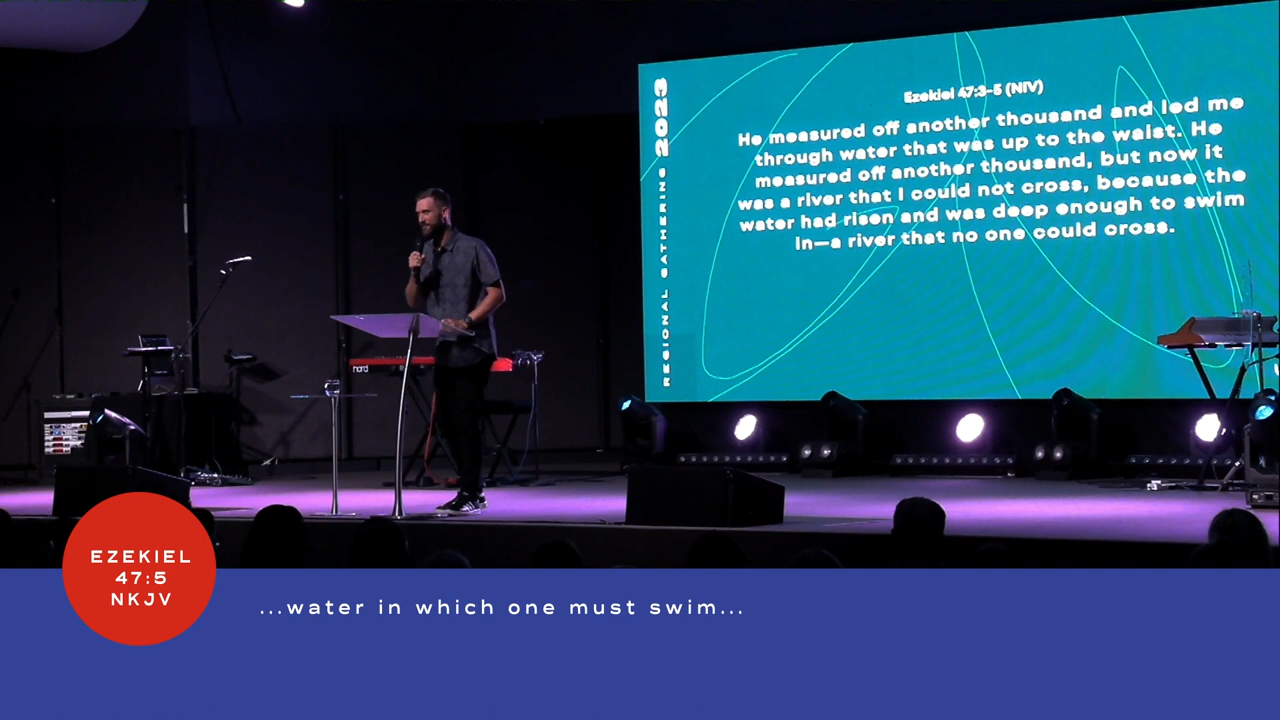 REGIONAL GATHERING 2023
Ezekiel 47:3-5 (NIV)
He measured off another thousand and led me
through water that was up to the waist. He
measured off another thousand, but now it
was a river that I could not cross, because the
water had risen and was deep enough to swim
in—a river that no one could cross.
nord
EZEKIEL
47:5
NKJV
...water in which one must swim...